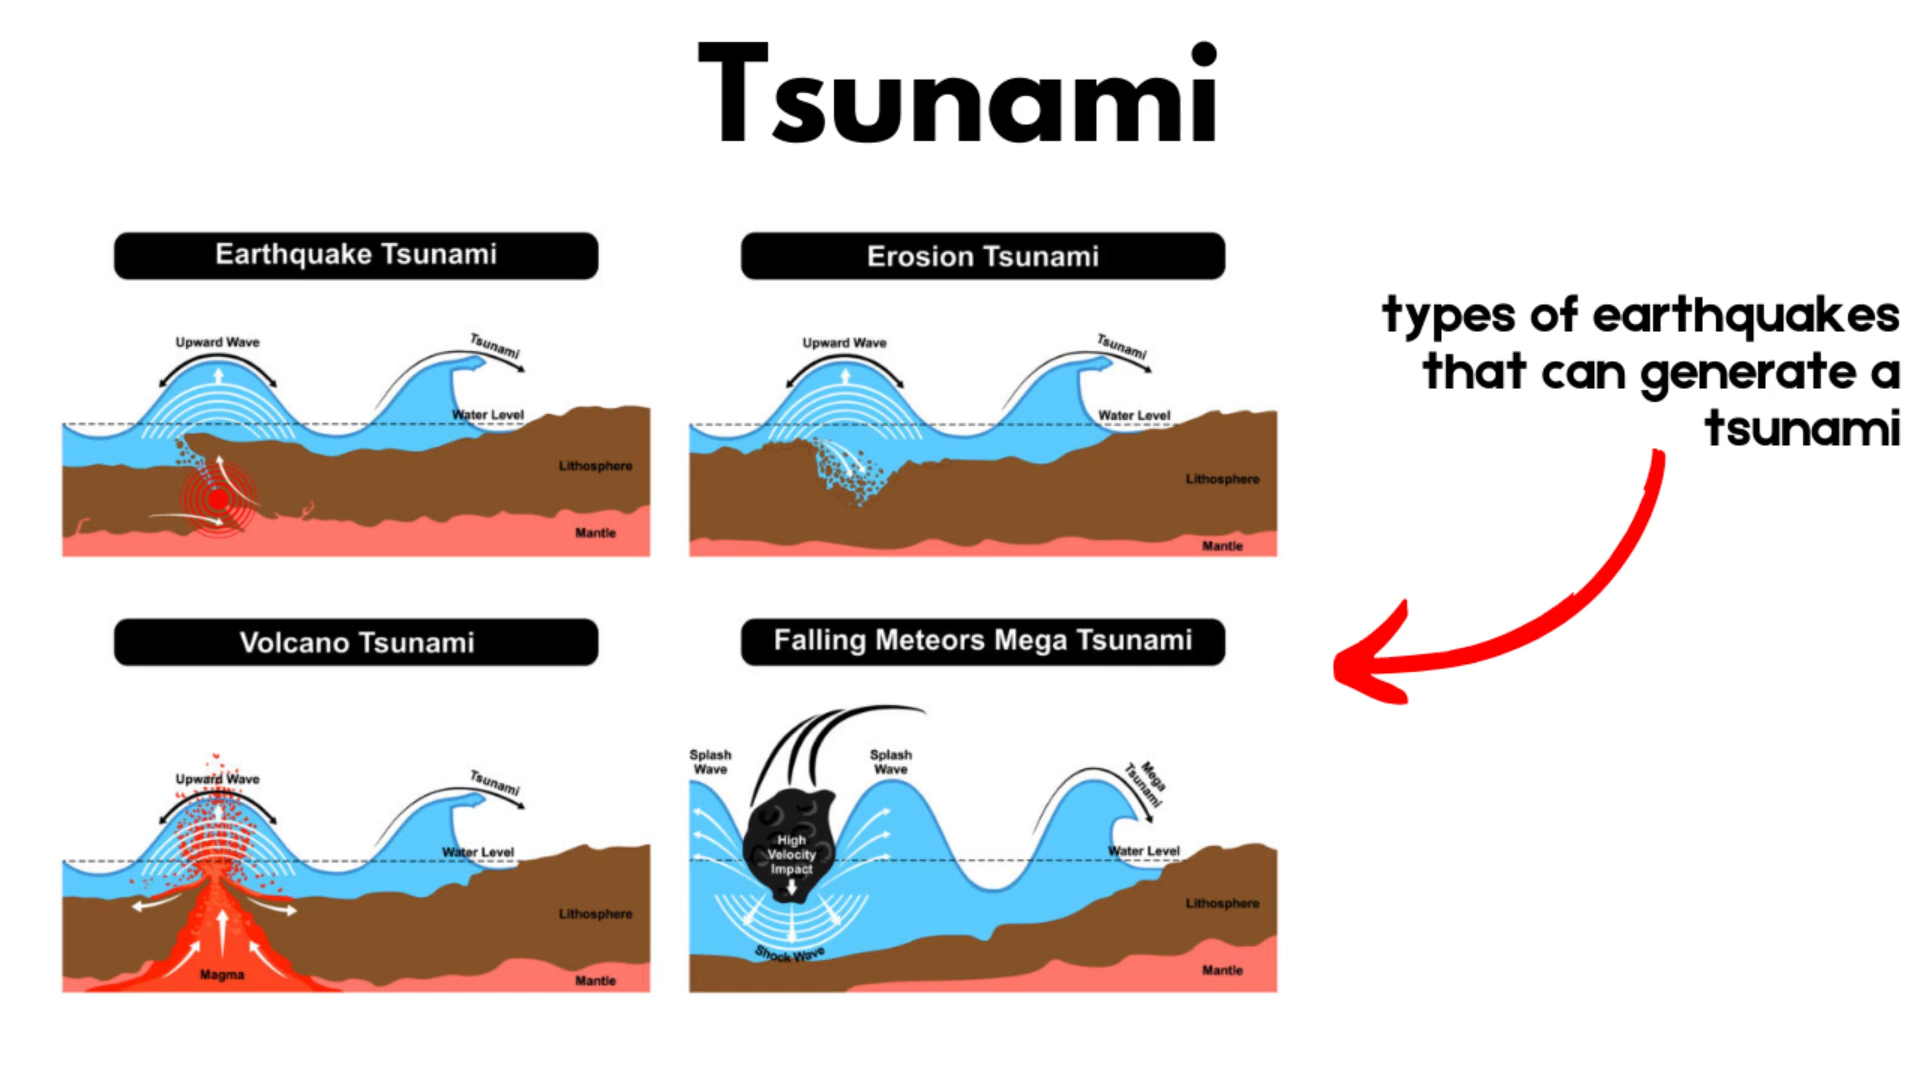 Tsunami
Earthquake Tsunami
Upward Wave
Tsunami
Water Level
Lithosphere
Mantle
Erosion Tsunami
Upward Wave
Tsunami
Water Level
Lithosphere
Mantle
types of earthquakes
that can generate a
tsunami
Volcano Tsunami
Upward Wave
Tsunami
Water Level
Lithosphere
Magma
Mantle
Falling Meteors Mega Tsunami
Splash
Wave
Splash
Wave
Mega
Tsunami
High
Velocity
Impact
Water Level
Shock Wave
Lithosphere
Mantle